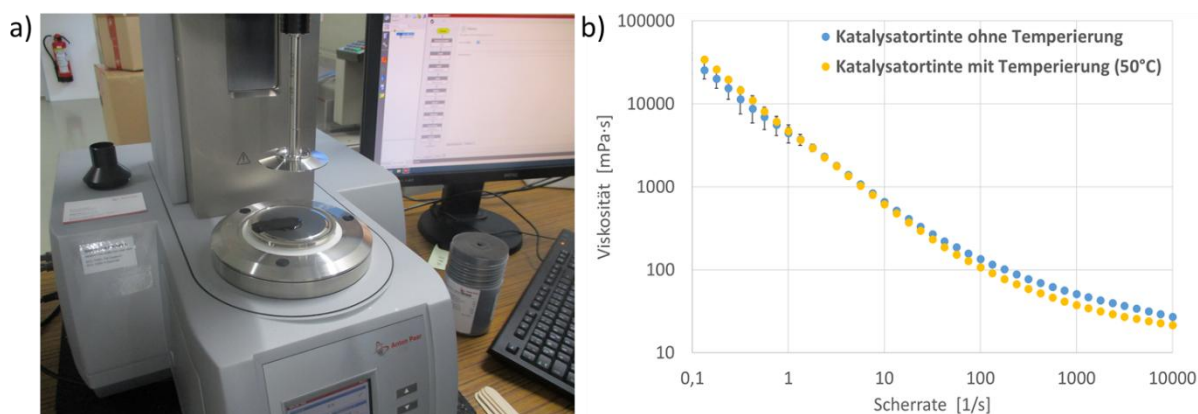 a)
Anton Paar
b)
100000
10000
1000
100
10
Viskosität [mPa·s]
Katalysatortinte ohne Temperierung
Katalysatortinte mit Temperierung (50°C)
0,1
1
10
100
1000
10000
Scherrate [1/s]